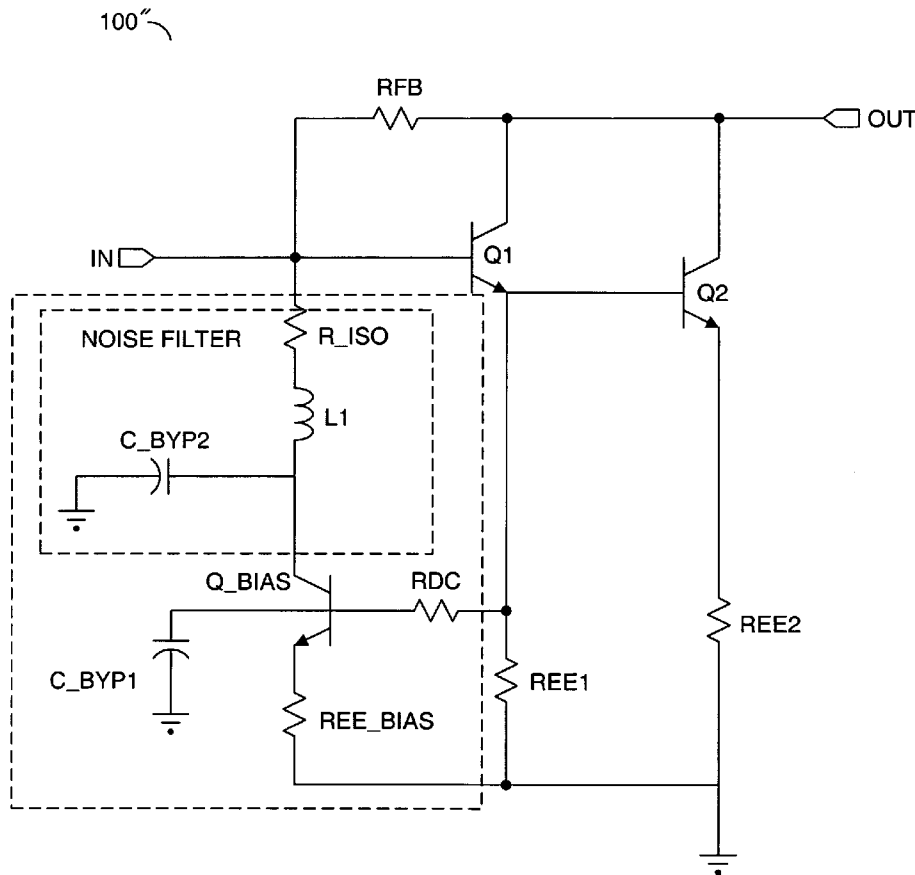 100″
RFB
OUT
IN
Q1
Q2
NOISE FILTER
R_ISO
L1
C_BYP2
Q_BIAS
RDC
C_BYP1
REE_BIAS
REE1
REE2